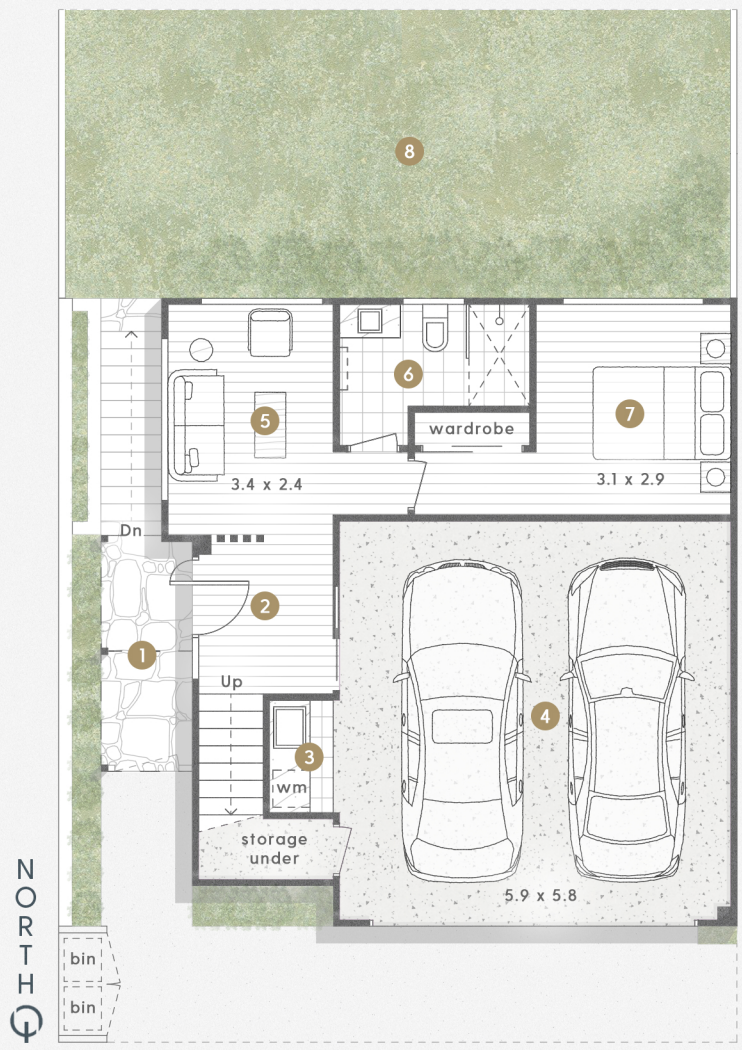 8
6
5
7
wardrobe
3.4 x 2.4
3.1 x 2.9
Dn
2
1
Up
4
3
wm
storage
under
5.9 x 5.8
NORTH
bin
bin